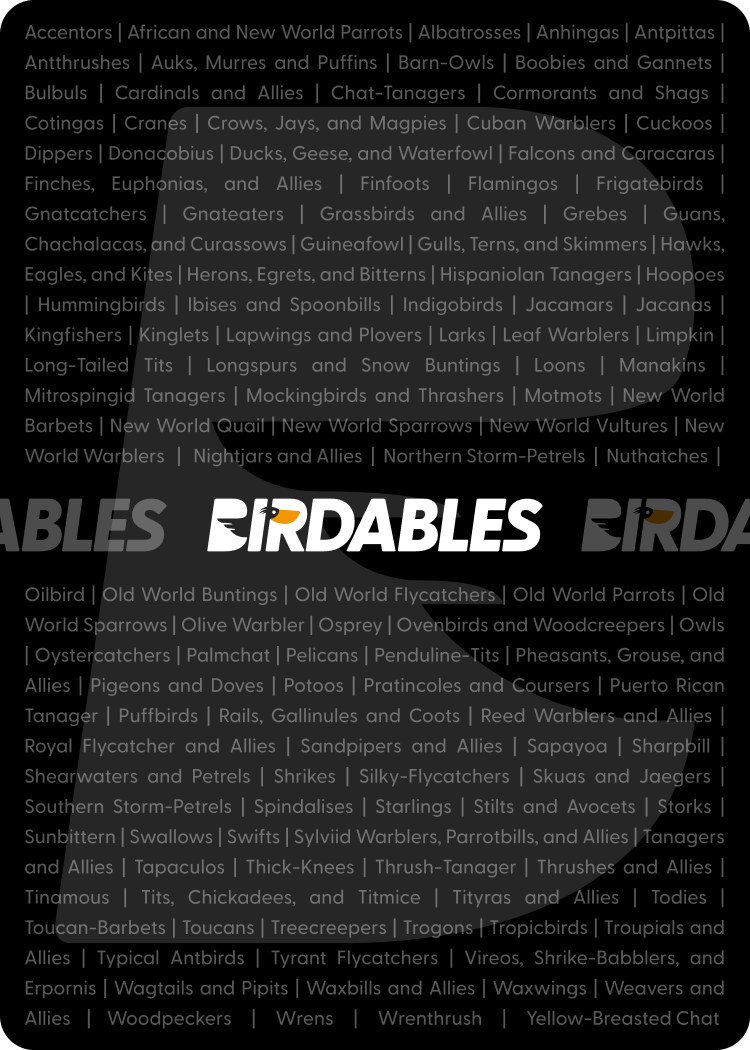 Accentors | African and New World Parrots | Albatrosses | Anhingas | Antpittas |
Antthrushes | Auks, Murres and Puffins | Barn-Owls | Boobies and Gannets |
Bulbuls | Cardinals and Allies | Chat-Tanagers | Cormorants and Shags |
Cotingas | Cranes | Crows, Jays, and Magpies | Cuban Warblers | Cuckoos |
Dippers | Donacobius | Ducks, Geese, and Waterfowl | Falcons and Caracaras |
Finches, Euphonias, and Allies | Finfoots | Flamingos | Frigatebirds |
Gnatcatchers | Gnateaters | Grassbirds and Allies | Grebes | Guans,
Chachalacas, and Curassows | Guineafowl | Gulls, Terns, and Skimmers | Hawks,
Eagles, and Kites | Herons, Egrets, and Bitterns | Hispaniolan Tanagers | Hoopoes
| Hummingbirds | Ibises and Spoonbills | Indigobirds | Jacamars | Jacanas |
Kingfishers | Kinglets | Lapwings and Plovers | Larks | Leaf Warblers | Limpkin |
Long-Tailed Tits | Longspurs and Snow Buntings | Loons | Manakins |
Mitrospingid Tanagers | Mockingbirds and Thrashers | Motmots | New World
Barbets | New World Quail | New World Sparrows | New World Vultures | New
World Warblers | Nightjars and Allies | Northern Storm-Petrels | Nuthatches |
ABLES BIRDABLES BIRDA
Oilbird | Old World Buntings | Old World Flycatchers | Old World Parrots | Old
World Sparrows | Olive Warbler | Osprey | Ovenbirds and Woodcreepers | Owls
| Oystercatchers | Palmchat | Pelicans | Penduline-Tits | Pheasants, Grouse, and
Allies | Pigeons and Doves | Potoos | Pratincoles and Coursers | Puerto Rican
Tanager | Puffbirds | Rails, Gallinules and Coots | Reed Warblers and Allies |
Royal Flycatcher and Allies | Sandpipers and Allies | Sapayoa | Sharpbill |
Shearwaters and Petrels | Shrikes | Silky-Flycatchers | Skuas and Jaegers |
Southern Storm-Petrels | Spindalises | Starlings | Stilts and Avocets | Storks |
Sunbittern | Swallows | Swifts | Sylviid Warblers, Parrotbills, and Allies | Tanagers
and Allies | Tapaculos | Thick-Knees | Thrush-Tanager | Thrushes and Allies |
Tinamous | Tits, Chickadees, and Titmice | Tityras and Allies | Todies |
Toucan-Barbets | Toucans | Treecreepers | Trogons | Tropicbirds | Troupials and
Allies | Typical Antbirds | Tyrant Flycatchers | Vireos, Shrike-Babblers, and
Erpornis | Wagtails and Pipits | Waxbills and Allies | Waxwings | Weavers and
Allies | Woodpeckers | Wrens | Wrenthrush | Yellow-Breasted Chat